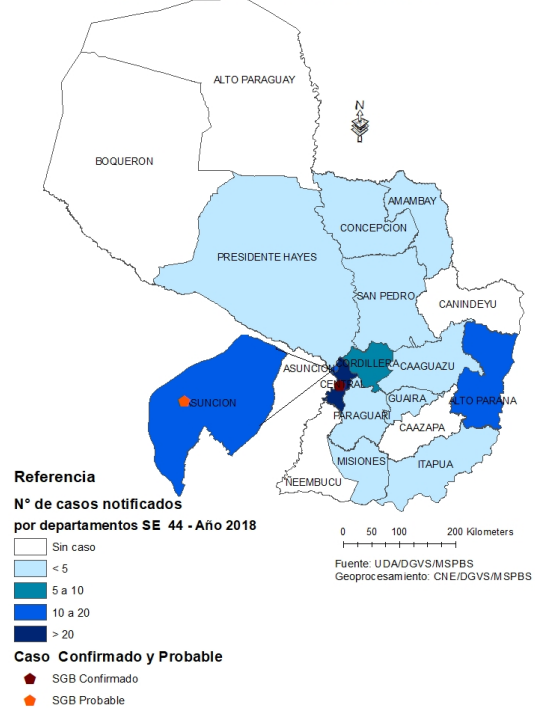 ALTO PARAGUAY
N
BOQUERON
AMAMBAY
CONCEPCION
PRESIDENTE HAYES
SAN PEDRO
CANINDEYU
ASUNCION
CORDILLERA
CAAGUAZU
CENTRAL
SUNCION
GUAIRA
ALTO PARANA
PARAGUARI
CAAZAPA
MISIONES
ITAPUA
ÑEEMBUCU
Referencia
N° de casos notificados
por departamentos SE 44 - Año 2018
Sin caso
< 5
5 a 10
10 a 20
> 20
Caso Confirmado y Probable
SGB Confirmado
SGB Probable
0 50 100 200 Kilometers
Fuente: UDA/DGVS/MSPBS
Geoprocesamiento: CNE/DGVS/MSPBS